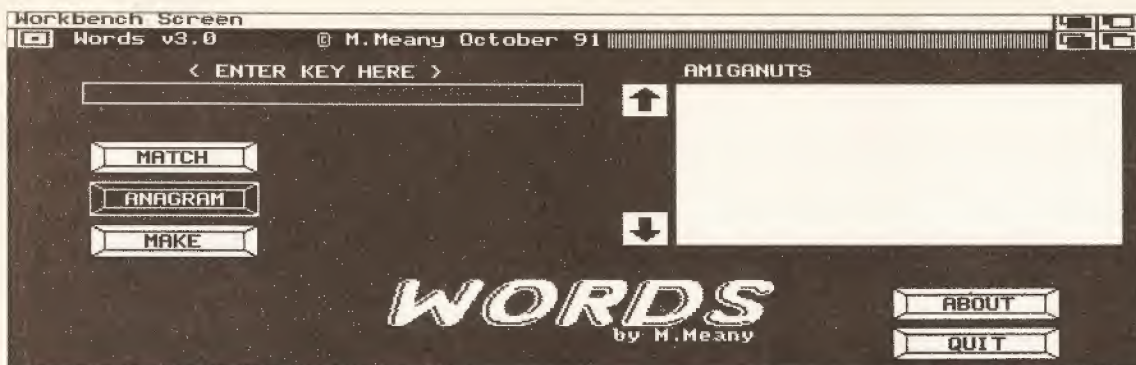 Workbench Screen
Words v3.0 © M.Meany October 91
< ENTER KEY HERE >
AMIGANUTS
MATCH
ANAGRAM
MAKE
WORDS
by M.Meany
ABOUT
QUIT